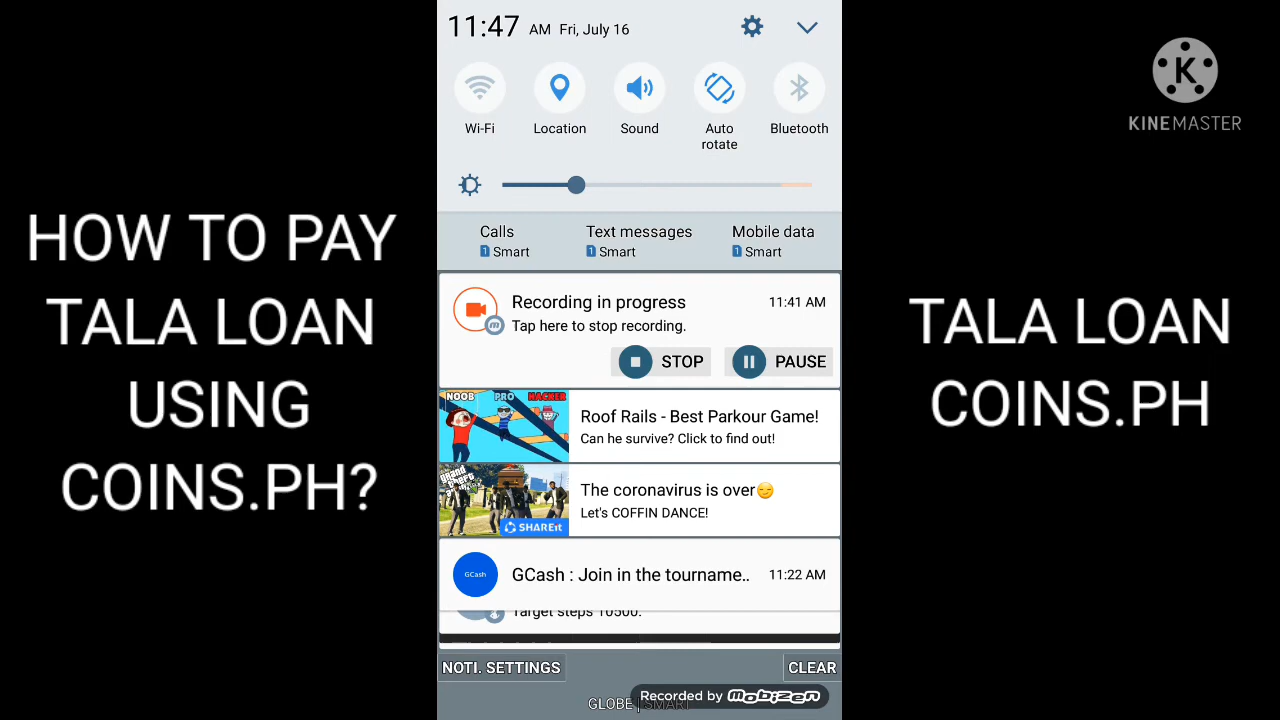 HOW TO PAY
TALA LOAN
USING
COINS.PH?
11:47 AM Fri, July 16
Wi-Fi
Location
Sound
Auto
rotate
Bluetooth
Calls
1 Smart
Text messages
1 Smart
Mobile data
1 Smart
Recording in progress
11:41 AM
Tap here to stop recording.
STOP
PAUSE
NOOB PRO HACKER
Roof Rails - Best Parkour Game!
Can he survive? Click to find out!
grand
The coronavirus is over😏
Let's COFFIN DANCE!
SHAREit
GCash
GCash : Join in the tourname..
11:22 AM
Target steps 10500.
NOTI. SETTINGS
CLEAR
GLOBE | SMART
Recorded by mobizen
K
KINEMASTER
TALA LOAN
COINS.PH